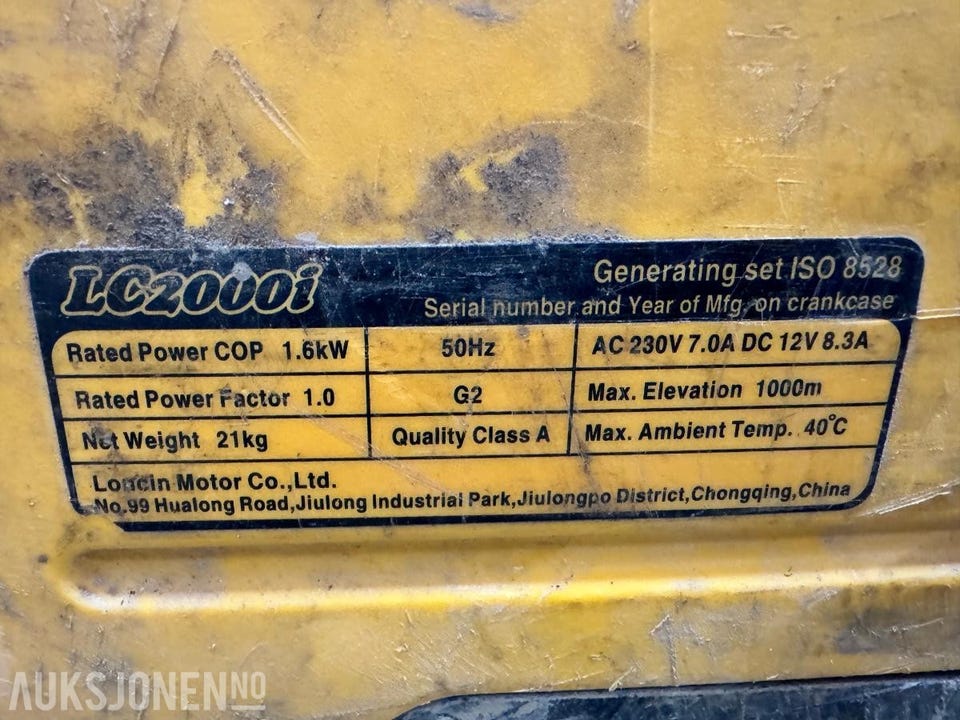 LC2000i
Generating set ISO 8528
Serial number and Year of Mfg. on crankcase
Rated Power COP 1.6kW
50Hz
AC 230V 7.0A DC 12V 8.3A
Rated Power Factor 1.0
G2
Max. Elevation 1000m
Net Weight 21kg
Quality Class A
Max. Ambient Temp. 40°C
Loncin Motor Co.,Ltd.
No.99 Hualong Road,Jiulong Industrial Park,Jiulongpo District,Chongqing,China
AUKSJONEN.NO